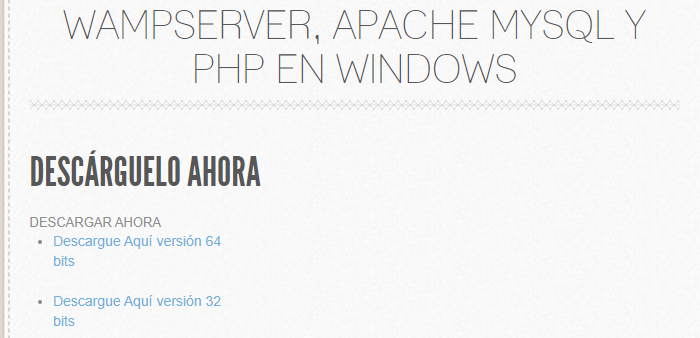 WAMPSERVER, APACHE MYSQL Y
PHP EN WINDOWS
DESCÁRGUELO AHORA
DESCARGAR AHORA
Descargue Aquí versión 64
bits
Descargue Aquí versión 32
bits